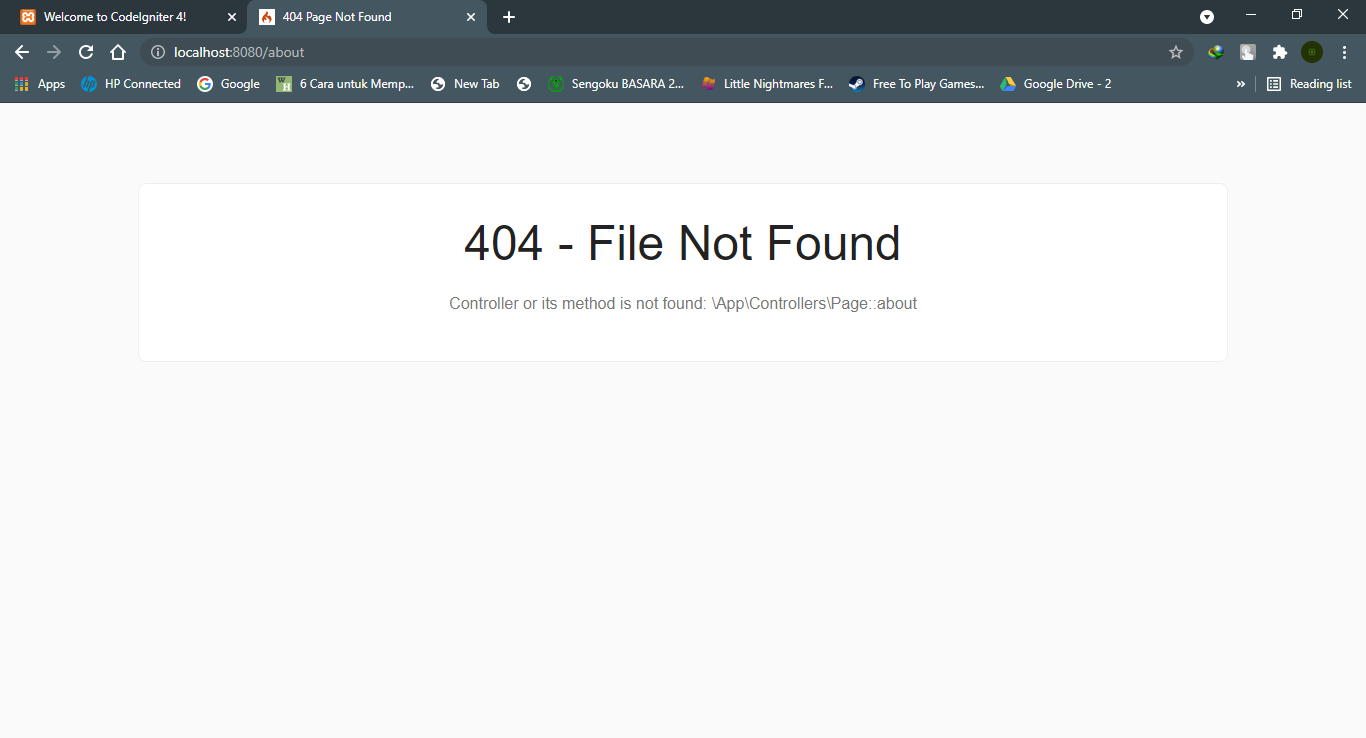 Welcome to CodeIgniter 4!
404 Page Not Found
localhost:8080/about
Apps
HP Connected
Google
6 Cara untuk Memp...
New Tab
Sengoku BASARA 2...
Little Nightmares F...
Free To Play Games...
Google Drive - 2
»
Reading list
404 - File Not Found
Controller or its method is not found: \App\Controllers\Page::about